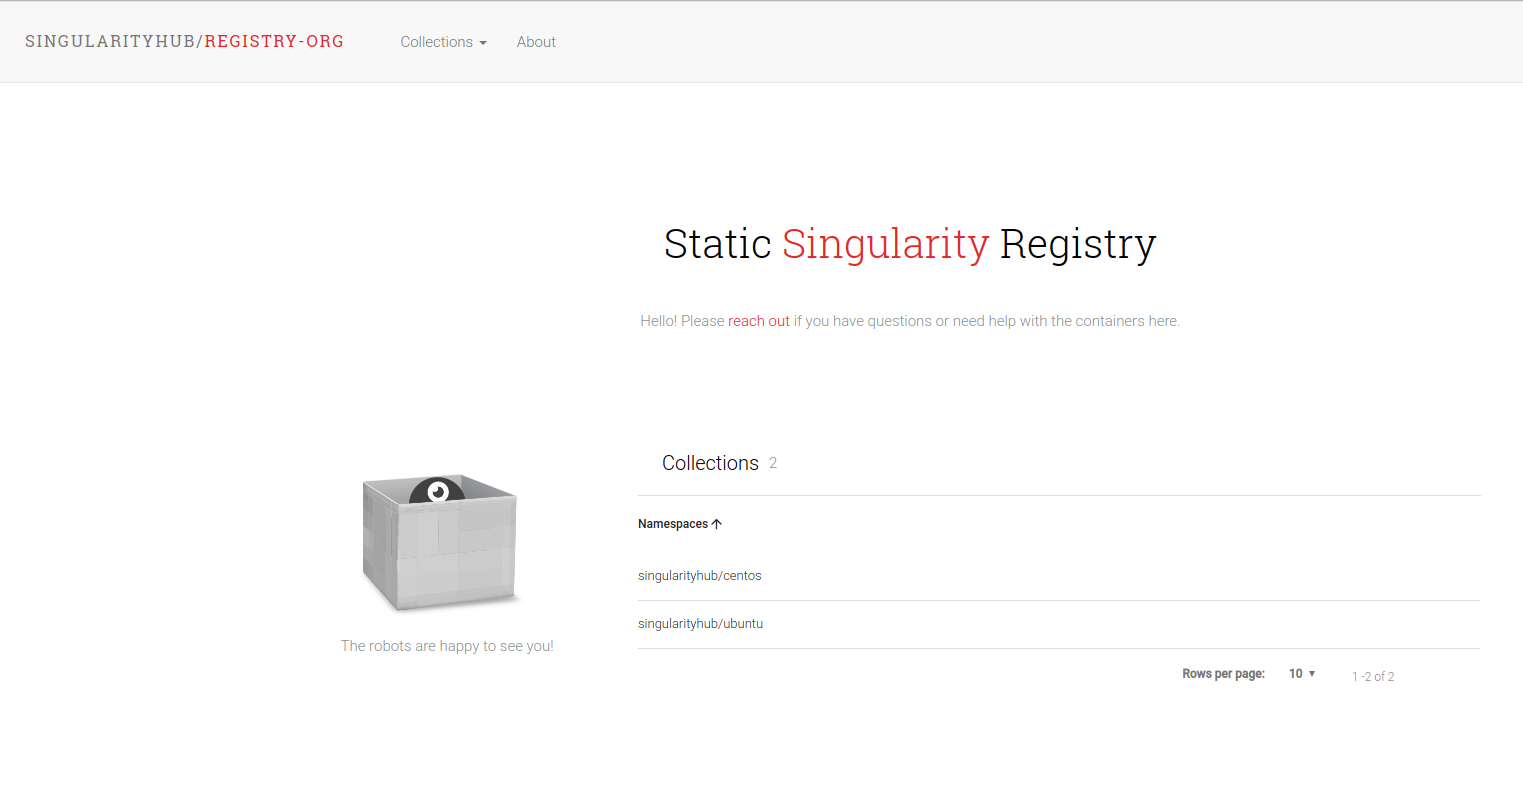 SINGULARITYHUB/REGISTRY-ORG
Collections
About
Static Singularity Registry
Hello! Please reach out if you have questions or need help with the containers here.
Collections 2
Namespaces
singularityhub/centos
singularityhub/ubuntu
The robots are happy to see you!
Rows per page: 10 1 -2 of 2